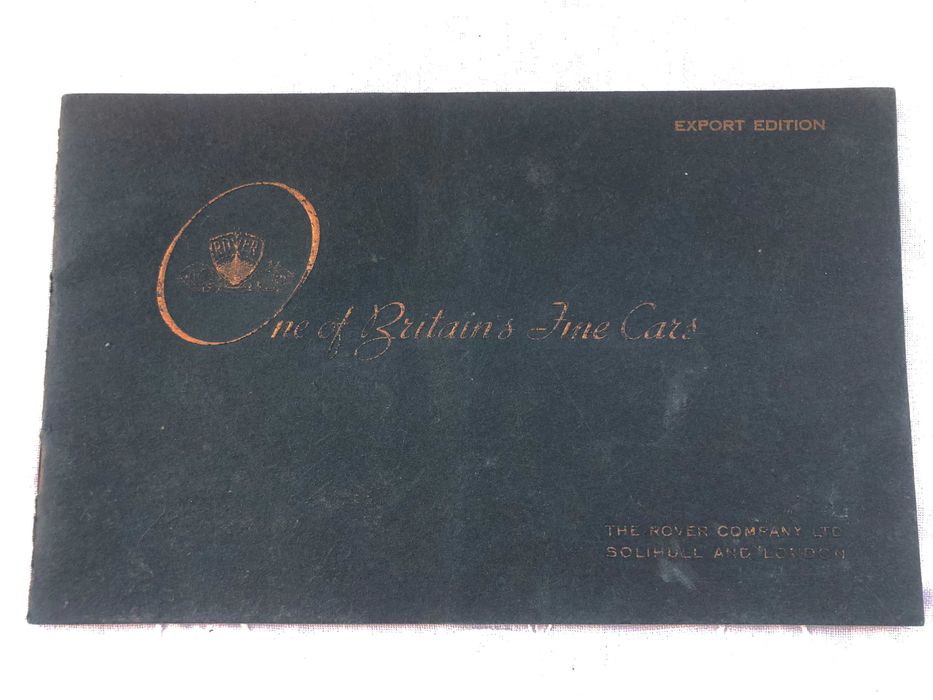 EXPORT EDITION
ROVER
One of Britain's Fine Cars
THE ROVER COMPANY LTD
SOLIHULL AND LONDON